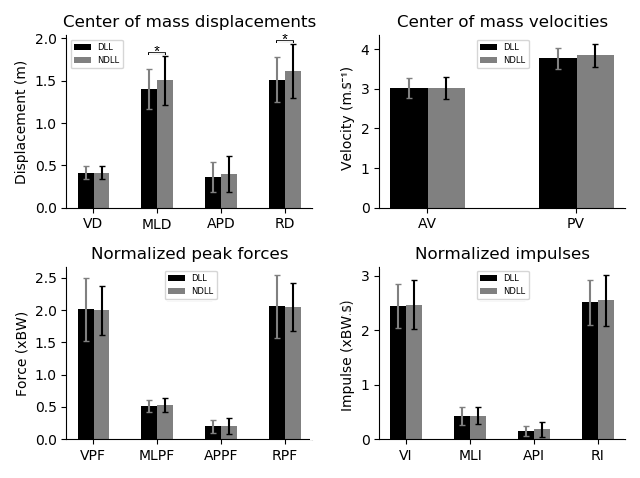 Center of mass displacements
Displacement (m)
2.0
1.5
1.0
0.5
0.0
DLL
NDLL
*
*
VD MLD APD RD
Center of mass velocities
Velocity (m.s⁻¹)
4
3
2
1
0
DLL
NDLL
AV PV
Normalized peak forces
Force (xBW)
2.5
2.0
1.5
1.0
0.5
0.0
DLL
NDLL
VPF MLPF APPF RPF
Normalized impulses
Impulse (xBW.s)
3
2
1
0
DLL
NDLL
VI MLI API RI